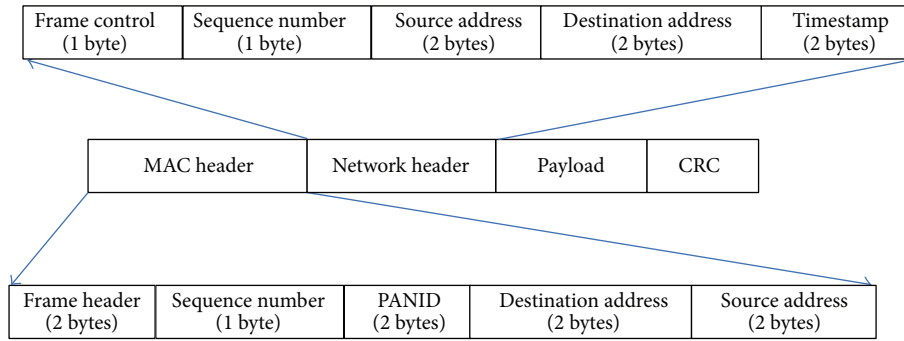 Frame control Sequence number Source address Destination address Timestamp
(1 byte) (1 byte) (2 bytes) (2 bytes) (2 bytes)
MAC header Network header Payload CRC
Frame header Sequence number PANID Destination address Source address
(2 bytes) (1 byte) (2 bytes) (2 bytes) (2 bytes)